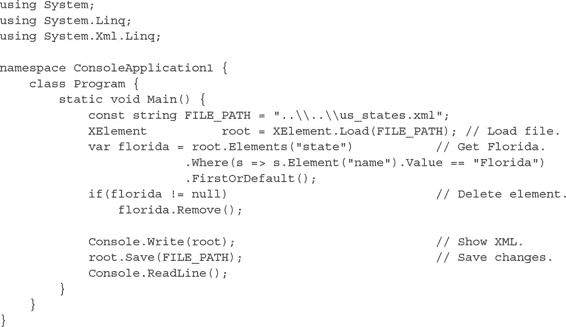 using System;
using System.Linq;
using System.Xml.Linq;
namespace ConsoleApplication1 {
    class Program {
        static void Main() {
            const string FILE_PATH = "..\\..\\us_states.xml";
            XElement          root = XElement.Load(FILE_PATH); // Load file.
            var florida = root.Elements("state")           // Get Florida.
                         .Where(s => s.Element("name").Value == "Florida")
                         .FirstOrDefault();
            if(florida != null)                            // Delete element.
                florida.Remove();
            Console.Write(root);                           // Show XML.
            root.Save(FILE_PATH);                          // Save changes.
            Console.ReadLine();
        }
    }
}